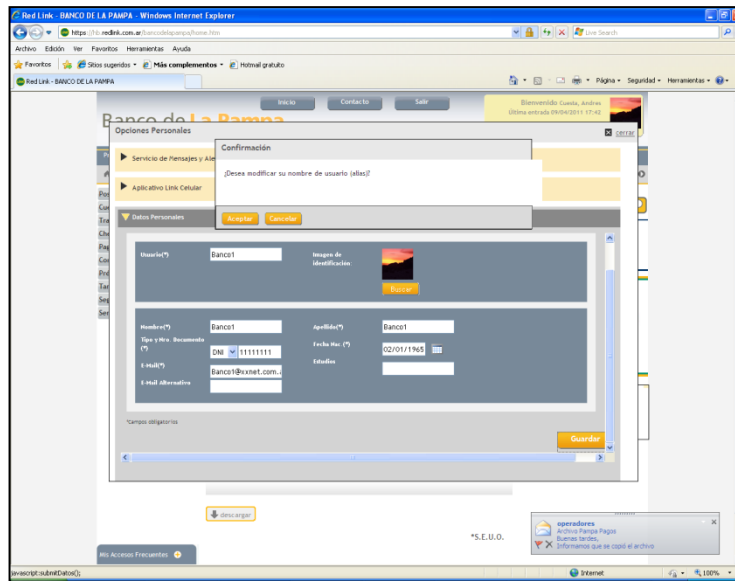 Red Link - BANCO DE LA PAMPA - Windows Internet Explorer
https://hb.redlink.com.ar/bancodelapampa/home.htm
Live Search
Archivo Edición Ver Favoritos Herramientas Ayuda
Favoritos Sitios sugeridos Más complementos Hotmail gratuito
Red Link - BANCO DE LA PAMPA
Página Seguridad Herramientas
Inicio Contacto Salir
Bienvenido Cuesta, Andres
Última entrada 09/04/2011 17:42
Banco de La Pampa
Opciones Personales
cerrar
Confirmación
Servicio de Mensajes y Ale
¿Desea modificar su nombre de usuario (alias)?
Aplicativo Link Celular
Aceptar Cancelar
Datos Personales
Usuario(*) Banco1
Imagen de identificación:
Buscar
Nombre(*) Banco1 Apellido(*) Banco1
Tipo y Nro. Documento (*) DNI 11111111 Fecha Nac. (*) 02/01/1965
E-Mail(*) Banco1@xxnet.com.a Estudios
E-Mail Alternativo
*Campos obligatorios
Guardar
descargar
*S.E.U.O.
operadores
Archivo Pampa Pagos
Buenas tardes,
Informamos que se copió el archivo
Mis Accesos Frecuentes
javascript:submitDatos();
Internet
100%